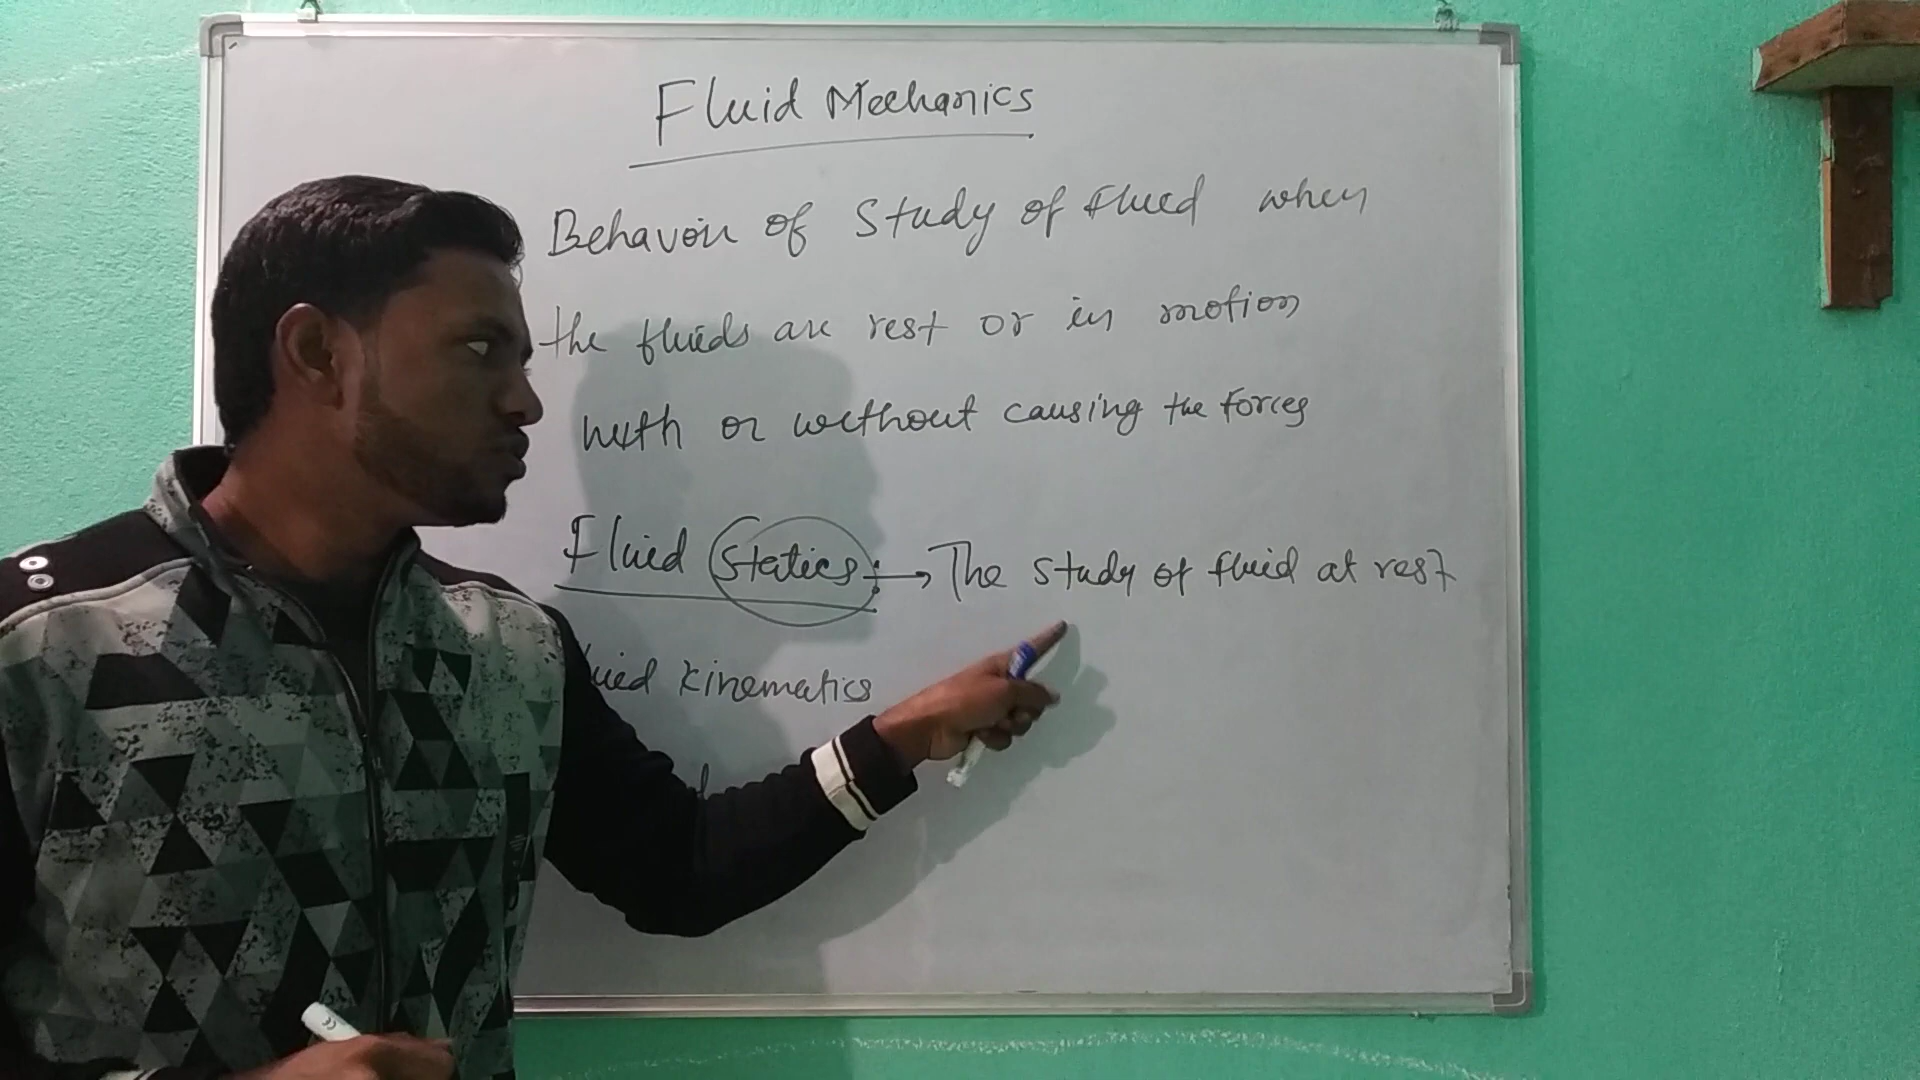 Fluid Mechanics
Behavoir of Study of fluid when
the fluids are rest or in motion
with or without causing the forces
Fluid Statics: → The study of fluid at rest
Fluid Kinematics